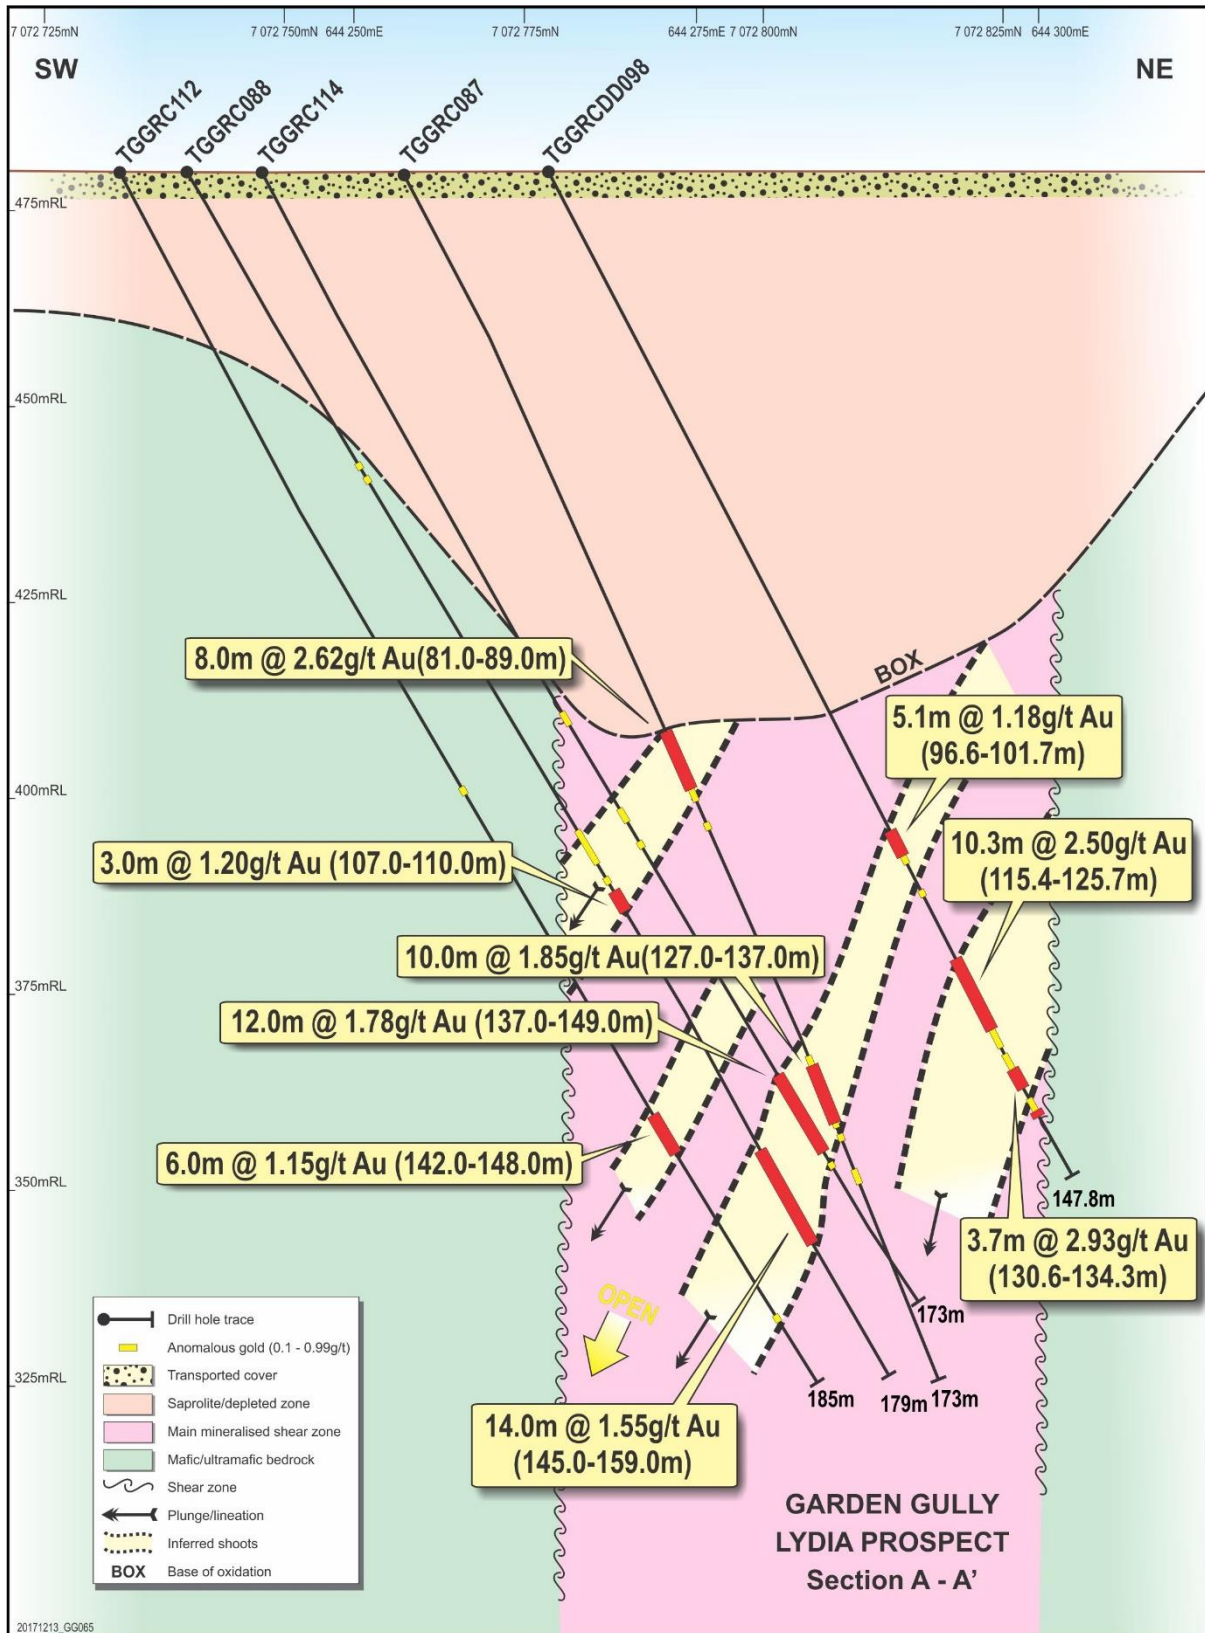 7 072 725mN 7 072 750mN 644 250mE 7 072 775mN 644 275mE 7 072 800mN 7 072 825mN 644 300mE
SW
NE
TGGRC112
TGGRC088
TGGRC114
TGGRC087
TGGRCDD098
475mRL
450mRL
425mRL
400mRL
375mRL
350mRL
325mRL
BOX
8.0m @ 2.62g/t Au(81.0-89.0m)
5.1m @ 1.18g/t Au
(96.6-101.7m)
10.3m @ 2.50g/t Au
(115.4-125.7m)
3.0m @ 1.20g/t Au (107.0-110.0m)
10.0m @ 1.85g/t Au(127.0-137.0m)
12.0m @ 1.78g/t Au (137.0-149.0m)
6.0m @ 1.15g/t Au (142.0-148.0m)
147.8m
3.7m @ 2.93g/t Au
(130.6-134.3m)
OPEN
173m
185m
179m
173m
14.0m @ 1.55g/t Au
(145.0-159.0m)
Drill hole trace
Anomalous gold (0.1 - 0.99g/t)
Transported cover
Saprolite/depleted zone
Main mineralised shear zone
Mafic/ultramafic bedrock
Shear zone
Plunge/lineation
Inferred shoots
BOX Base of oxidation
GARDEN GULLY
LYDIA PROSPECT
Section A - A'
20171213_GG065